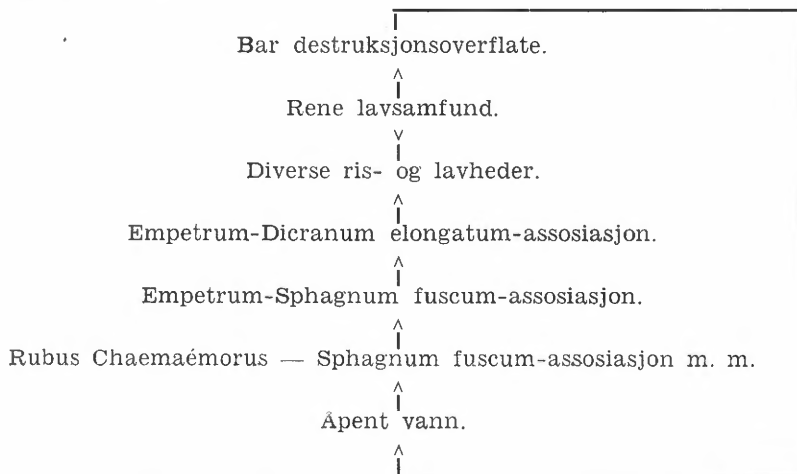 Bar destruksjonsoverflate.
Rene lavsamfund.
Diverse ris- og lavheder.
Empetrum-Dicranum elongatum-assosiasjon.
Empetrum-Sphagnum fuscum-assosiasjon.
Rubus Chaemaémorus — Sphagnum fuscum-assosiasjon m. m.
Åpent vann.